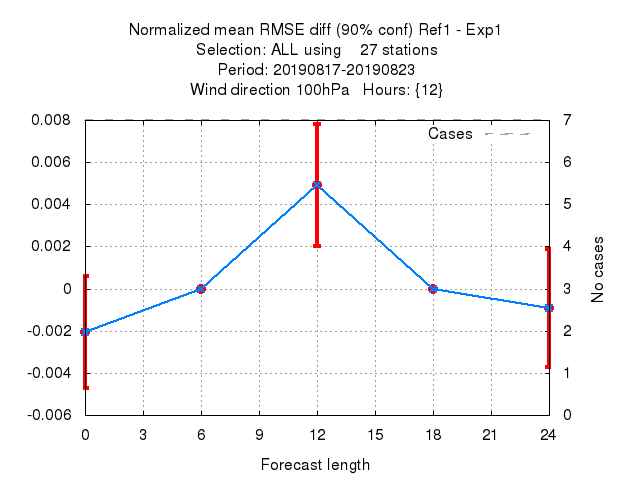 Normalized mean RMSE diff (90% conf) Ref1 - Exp1
Selection: ALL using 27 stations
Period: 20190817-20190823
Wind direction 100hPa Hours: {12}
0.008
0.006
0.004
0.002
0
-0.002
-0.004
-0.006
Cases
7
6
5
4
3
2
1
0
No cases
0 3 6 9 12 15 18 21 24
Forecast length